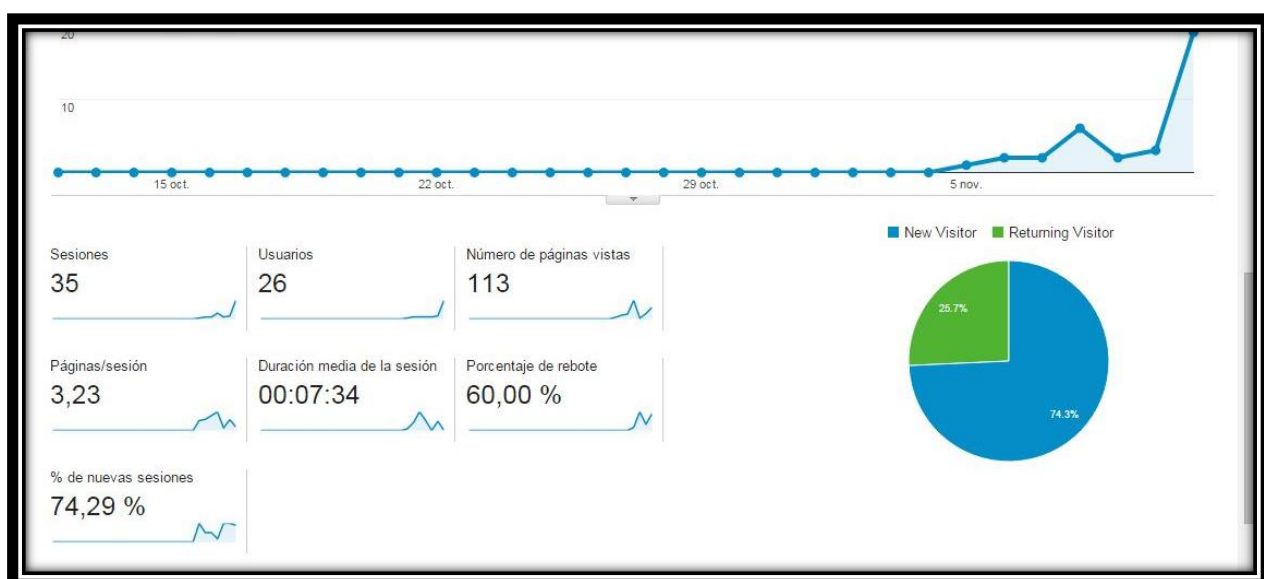 20
10
15 oct.
22 oct.
29 oct.
5 nov.
New Visitor
Returning Visitor
Sesiones
35
Usuarios
26
Número de páginas vistas
113
25.7%
74.3%
Páginas/sesión
3,23
Duración media de la sesión
00:07:34
Porcentaje de rebote
60,00 %
% de nuevas sesiones
74,29 %